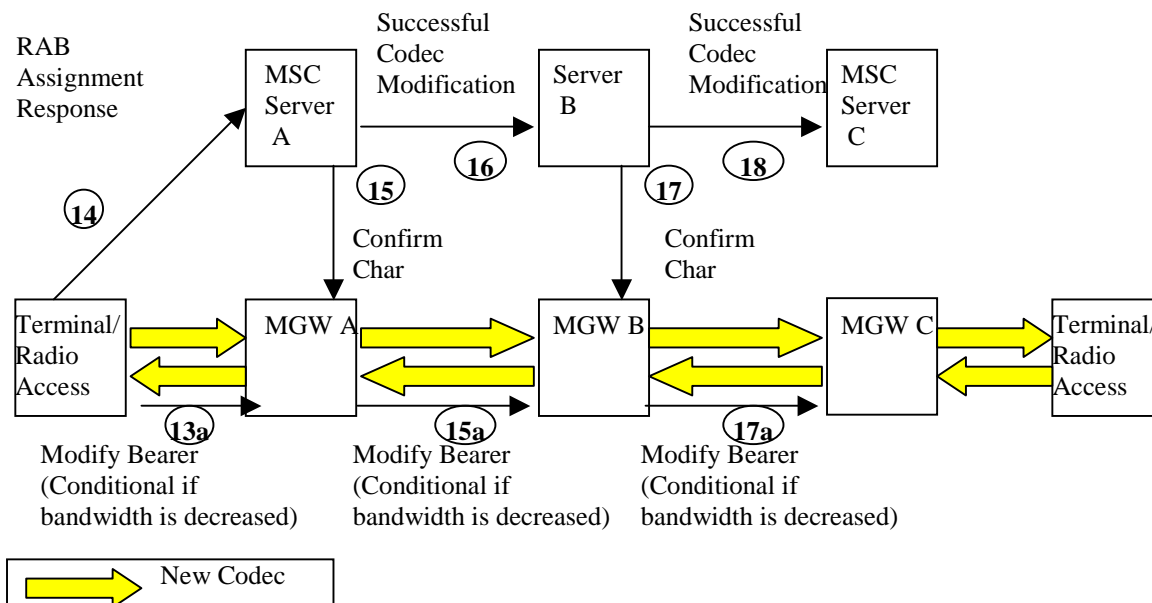 RAB
Assignment
Response
MSC
Server
A
Successful
Codec
Modification
Server
B
Successful
Codec
Modification
MSC
Server
C
14
15
16
17
18
Confirm
Char
Confirm
Char
Terminal/
Radio
Access
MGW A
MGW B
MGW C
Terminal/
Radio
Access
13a
15a
17a
Modify Bearer
(Conditional if
bandwidth is decreased)
Modify Bearer
(Conditional if
bandwidth is decreased)
Modify Bearer
(Conditional if
bandwidth is decreased)
New Codec